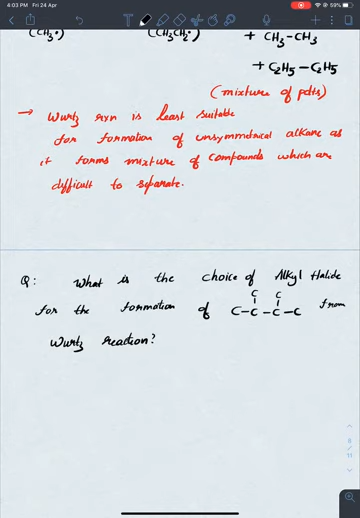 4:03 PM Fri 24 Apr 59%
(CH₃•) (CH₃CH₂•) + CH₃–CH₃
+ C₂H₅–C₂H₅
(mixture of pdts)
→ Wurtz rxn is least suitable
for formation of unsymmetrical alkane as
it forms mixture of compounds which are
difficult to separate.
Q: What is the choice of Alkyl Halide
C C
for the formation of C–C–C–C from
Wurtz reaction?
8
11